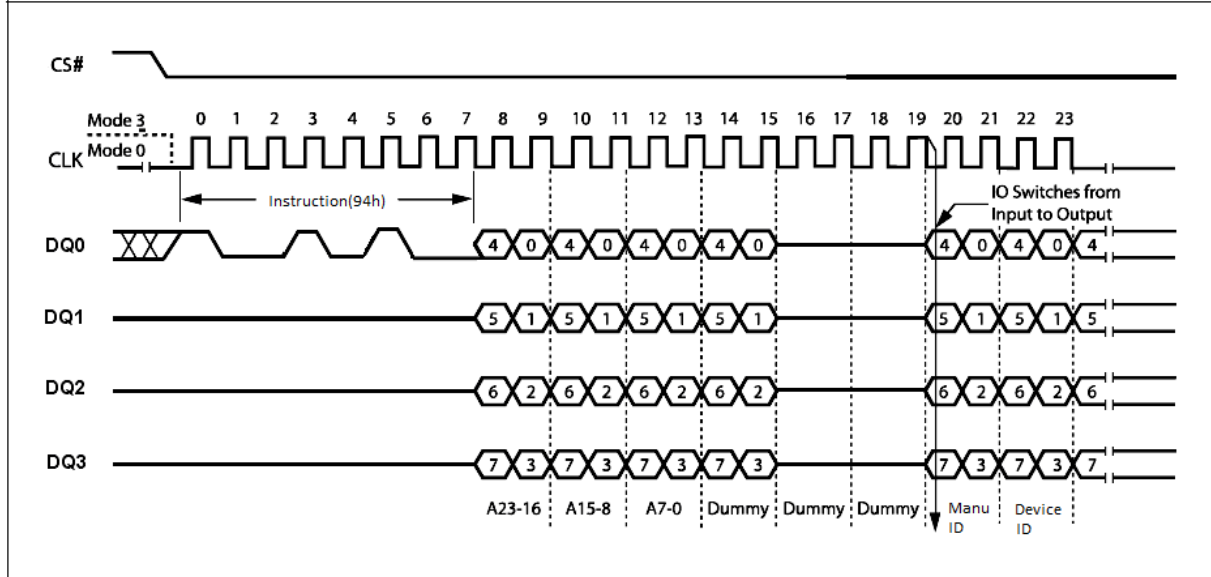 CS#
Mode 3 0 1 2 3 4 5 6 7 8 9 10 11 12 13 14 15 16 17 18 19 20 21 22 23
CLK Mode 0
Instruction(94h)
IO Switches from
Input to Output
DQ0 4 0 4 0 4 0 4 0 4 0 4 0 4
DQ1 5 1 5 1 5 1 5 1 5 1 5 1 5
DQ2 6 2 6 2 6 2 6 2 6 2 6 2 6
DQ3 7 3 7 3 7 3 7 3 7 3 7 3 7
A23-16 A15-8 A7-0 Dummy Dummy Dummy Manu Device
ID ID